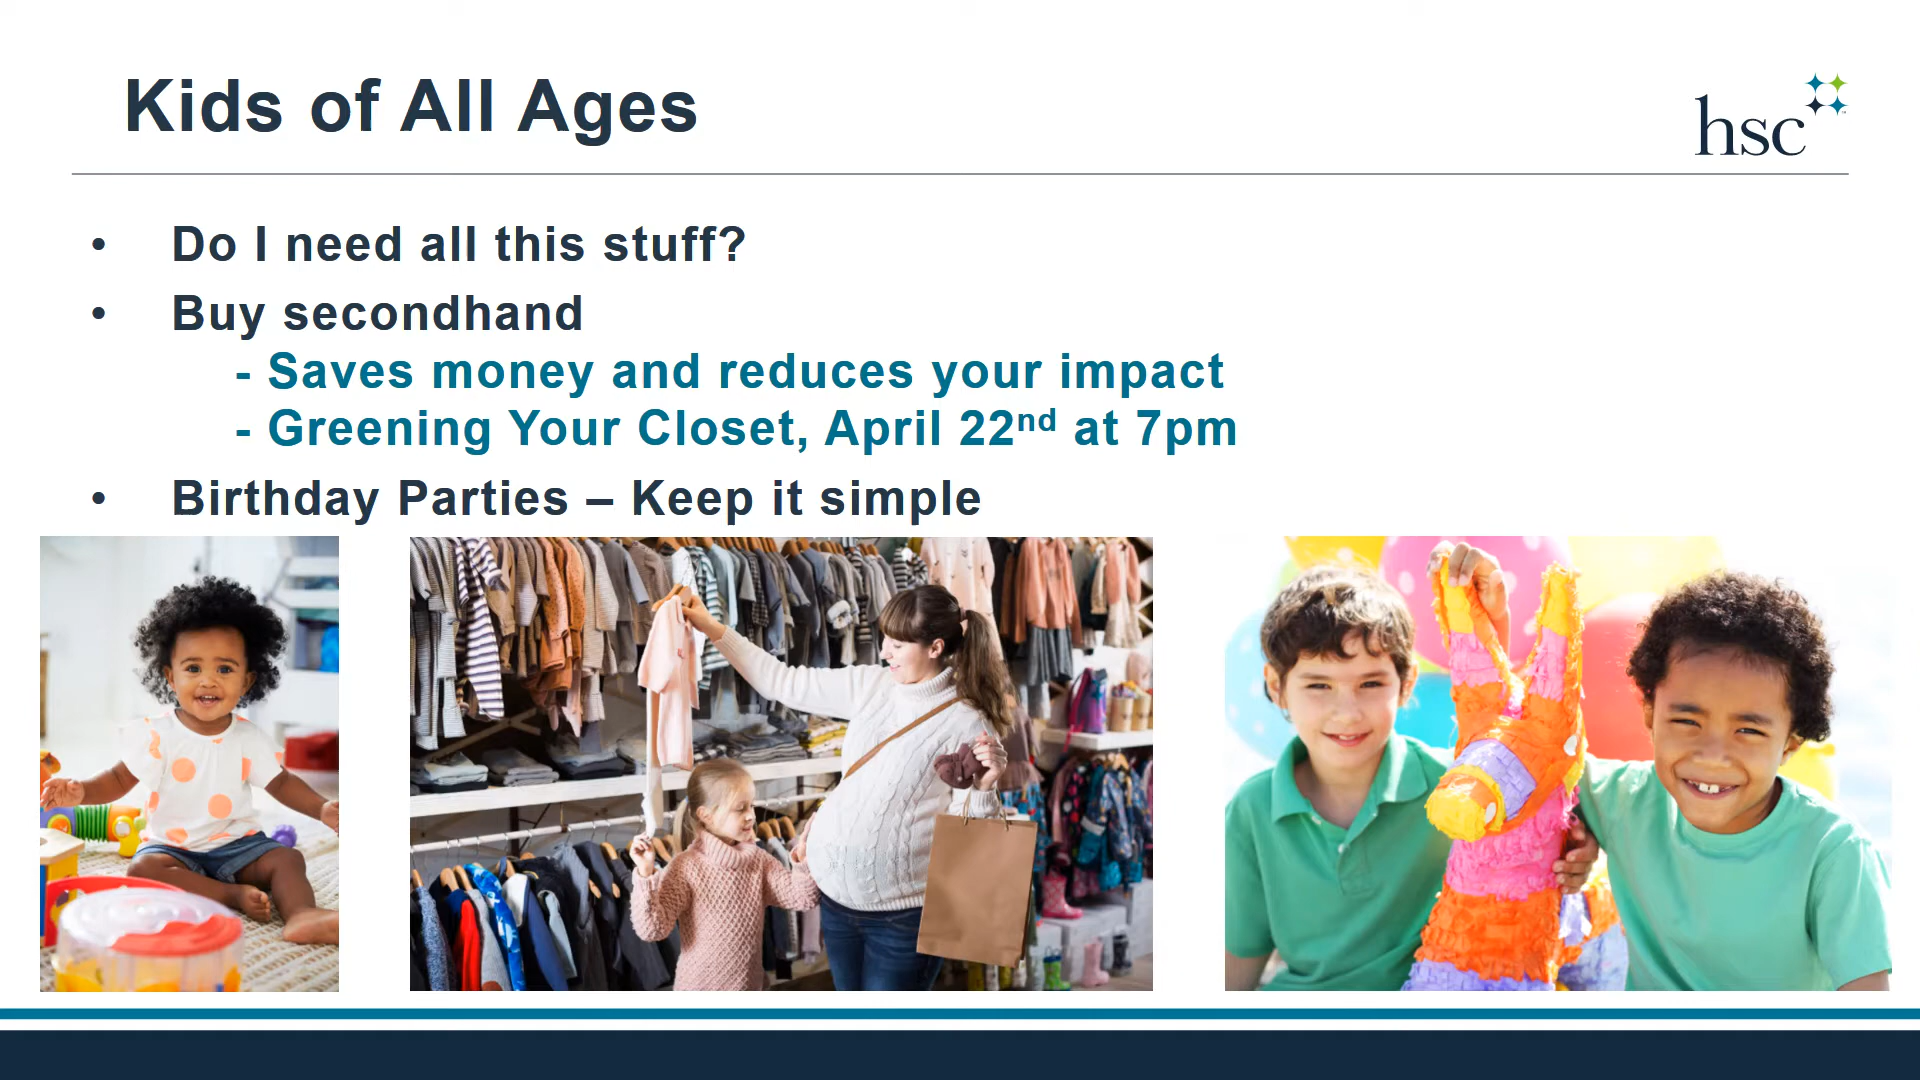 Kids of All Ages
hsc
• Do I need all this stuff?
• Buy secondhand
- Saves money and reduces your impact
- Greening Your Closet, April 22nd at 7pm
• Birthday Parties – Keep it simple